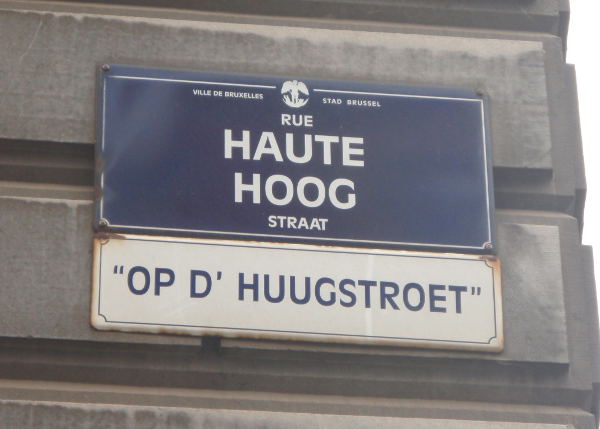 VILLE DE BRUXELLES STAD BRUSSEL
RUE
HAUTE
HOOG
STRAAT
"OP D' HUUGSTROET"